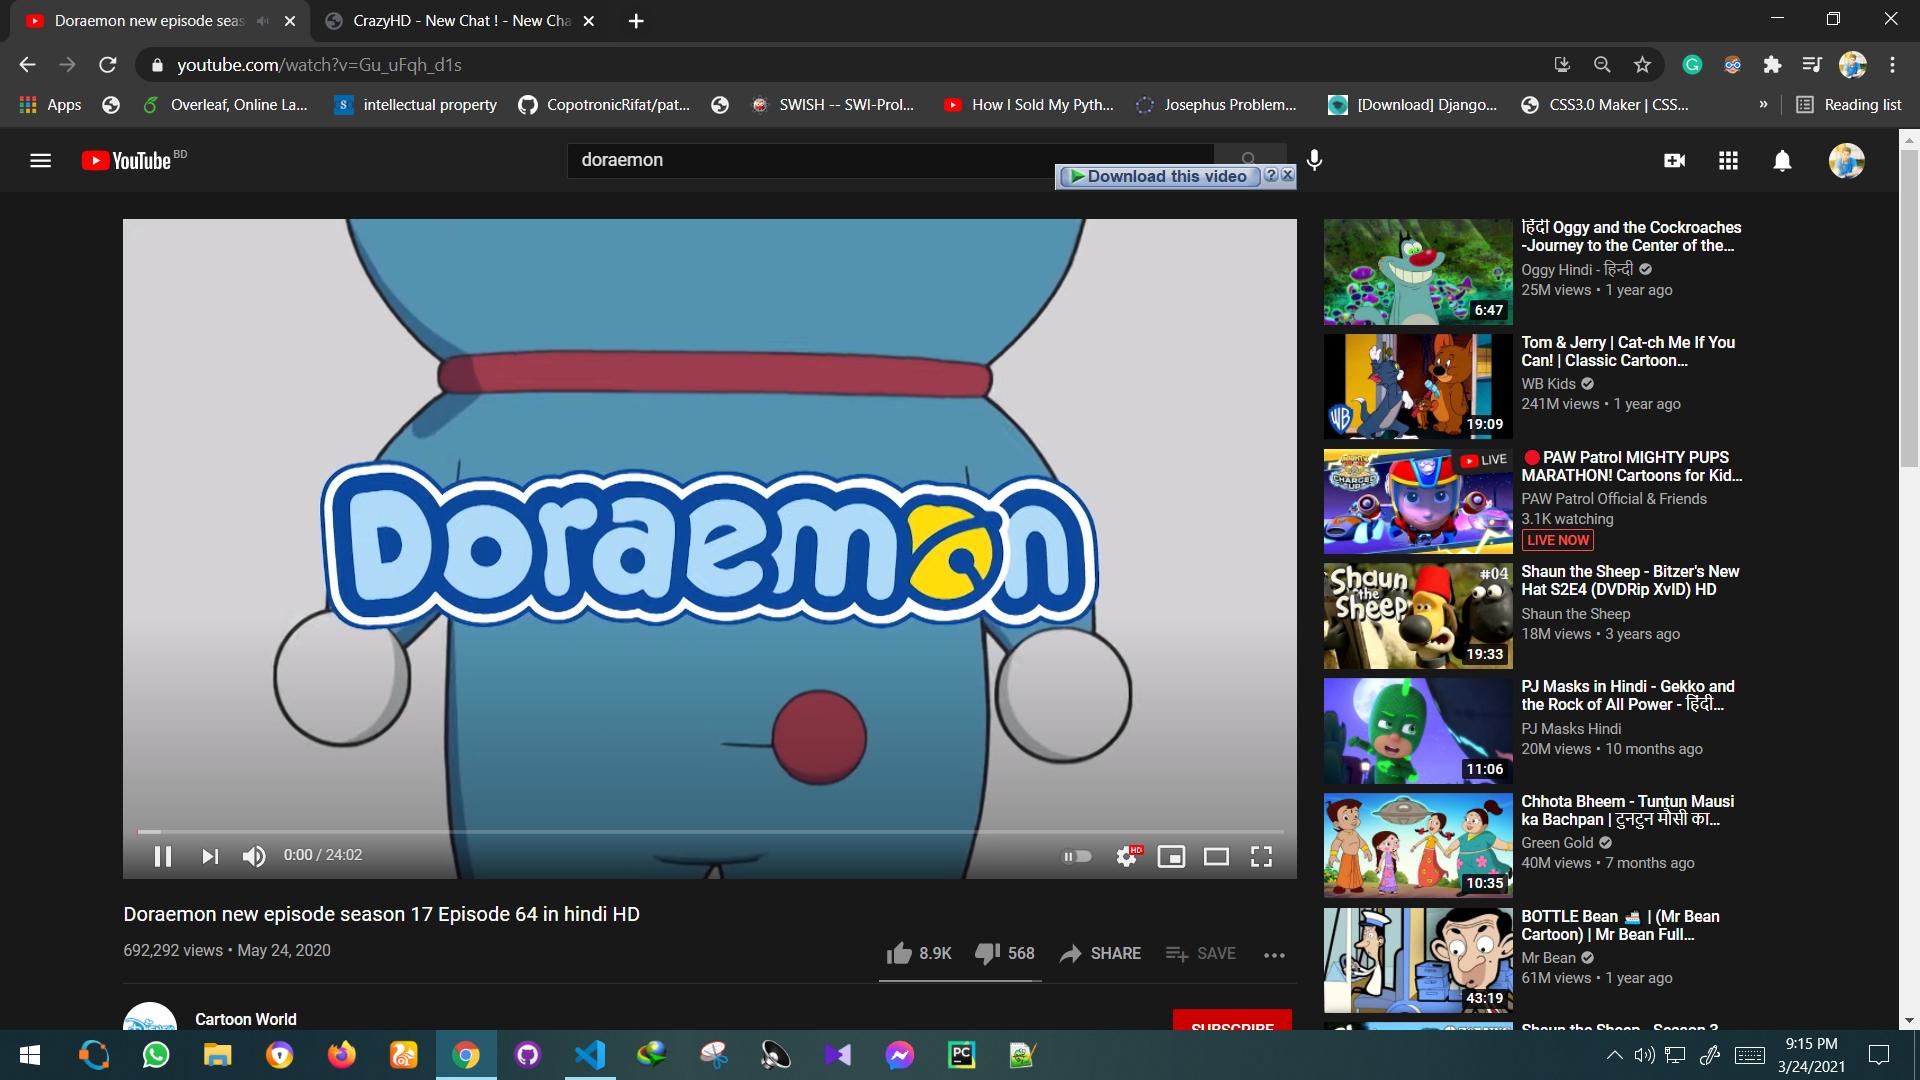 Doraemon new episode seas
CrazyHD - New Chat ! - New Cha
youtube.com/watch?v=Gu_uFqh_d1s
Apps
Overleaf, Online La...
intellectual property
CopotronicRifat/pat...
SWISH -- SWI-Prol...
How I Sold My Pyth...
Josephus Problem...
[Download] Django...
CSS3.0 Maker | CSS...
»
Reading list
YouTube BD
doraemon
Download this video
Doraemon
0:00 / 24:02
HD
Doraemon new episode season 17 Episode 64 in hindi HD
692,292 views • May 24, 2020
8.9K
568
SHARE
SAVE
Cartoon World
SUBSCRIBE
हिंदी Oggy and the Cockroaches
-Journey to the Center of the...
Oggy Hindi - हिन्दी
25M views • 1 year ago
6:47
Tom & Jerry | Cat-ch Me If You
Can! | Classic Cartoon...
WB Kids
241M views • 1 year ago
WB
19:09
PAW Patrol MIGHTY PUPS
MARATHON! Cartoons for Kid...
PAW Patrol Official & Friends
3.1K watching
LIVE NOW
LIVE
CHARGED UP
Shaun the Sheep - Bitzer's New
Hat S2E4 (DVDRip XvID) HD
Shaun the Sheep
18M views • 3 years ago
Shaun
the Sheep
#04
19:33
PJ Masks in Hindi - Gekko and
the Rock of All Power - हिंदी...
PJ Masks Hindi
20M views • 10 months ago
11:06
Chhota Bheem - Tuntun Mausi
ka Bachpan | टुनटुन मौसी का...
Green Gold
40M views • 7 months ago
10:35
BOTTLE Bean 🚢 | (Mr Bean
Cartoon) | Mr Bean Full...
Mr Bean
61M views • 1 year ago
43:19
Shaun the Sheep - Season 3
PC
9:15 PM
3/24/2021